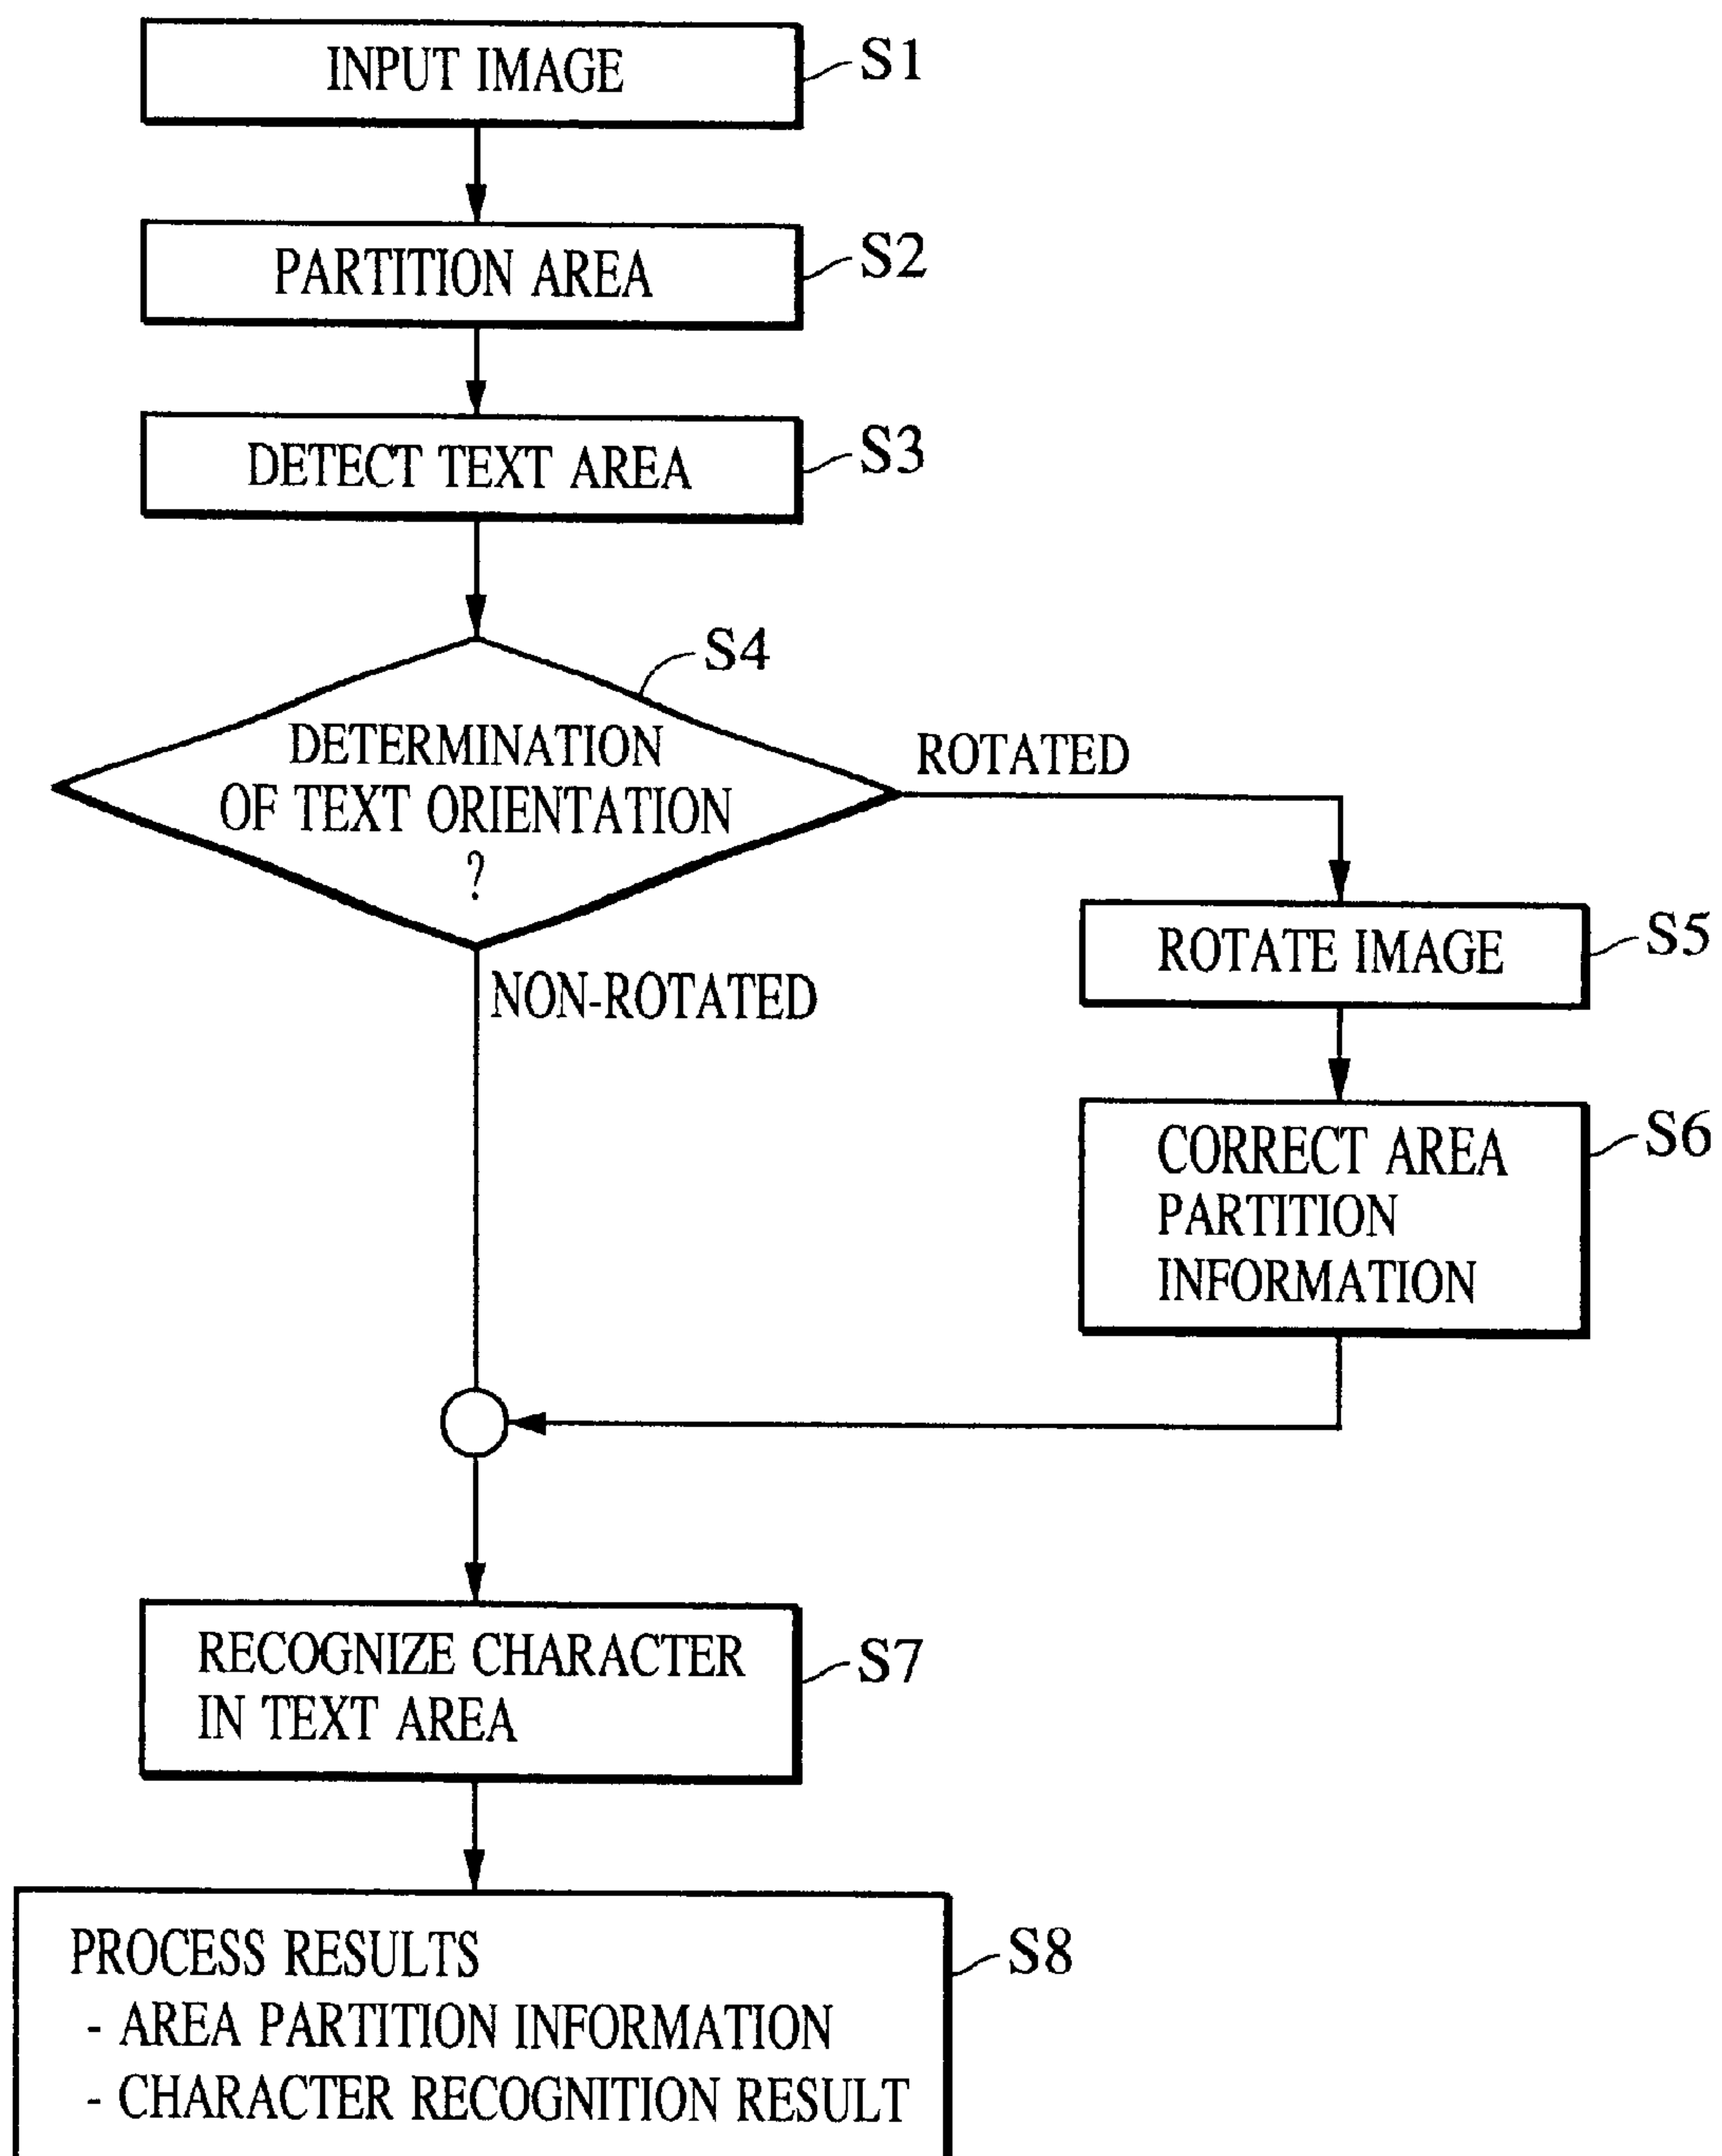 INPUT IMAGE
S1
PARTITION AREA
S2
DETECT TEXT AREA
S3
S4
DETERMINATION
OF TEXT ORIENTATION
?
ROTATED
NON-ROTATED
ROTATE IMAGE
S5
CORRECT AREA
PARTITION
INFORMATION
S6
RECOGNIZE CHARACTER
IN TEXT AREA
S7
PROCESS RESULTS
- AREA PARTITION INFORMATION
- CHARACTER RECOGNITION RESULT
S8